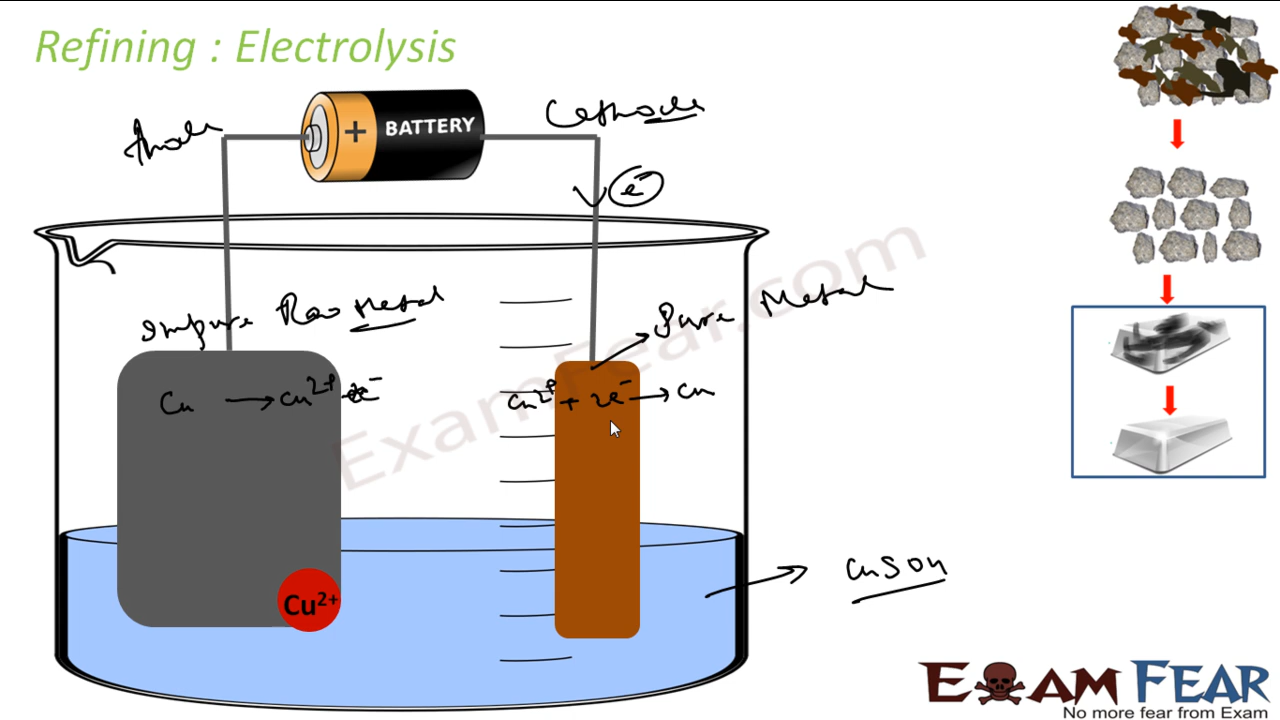 Refining : Electrolysis
Anode
+ BATTERY
Cathode
e⁻
Impure Raw Metal
Pure Metal
Cu → Cu²⁺ + e⁻
Cu²⁺ + 2e⁻ → Cu
Cu²⁺
CuSO4
ExamFear.com
EXAM FEAR
No more fear from Exam